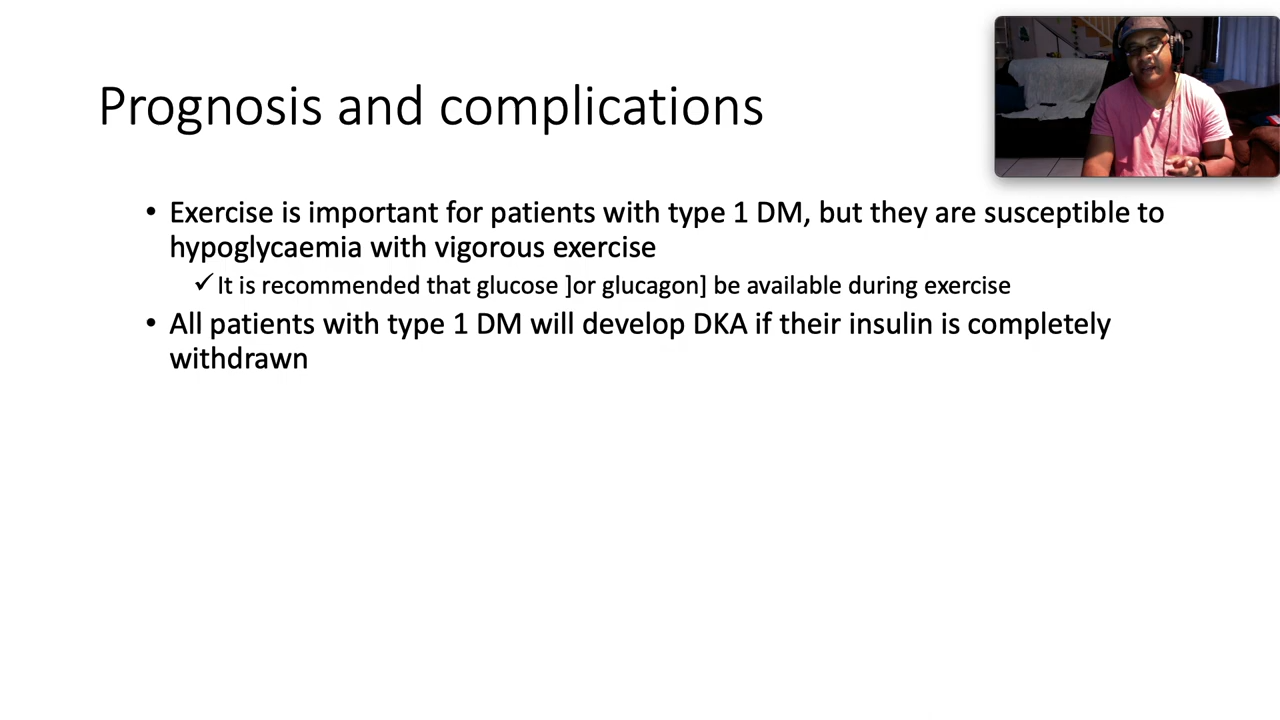 Prognosis and complications
• Exercise is important for patients with type 1 DM, but they are susceptible to
hypoglycaemia with vigorous exercise
✓ It is recommended that glucose ]or glucagon] be available during exercise
• All patients with type 1 DM will develop DKA if their insulin is completely
withdrawn